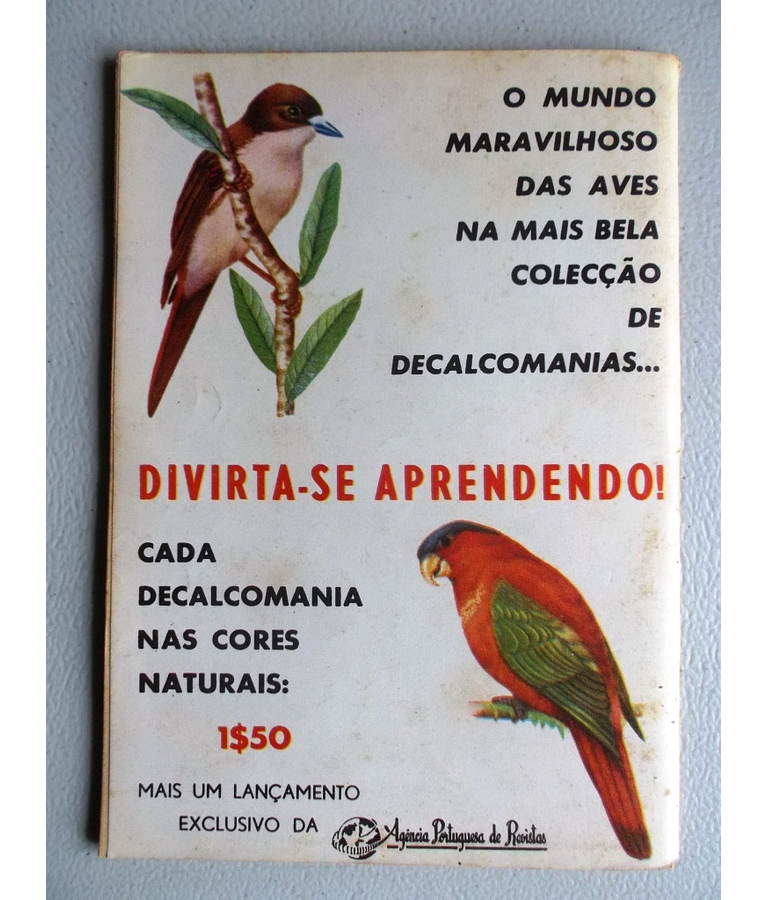 O MUNDO
MARAVILHOSO
DAS AVES
NA MAIS BELA
COLECÇÃO
DE
DECALCOMANIAS...
DIVIRTA-SE APRENDENDO!
CADA
DECALCOMANIA
NAS CORES
NATURAIS:
1$50
MAIS UM LANÇAMENTO
EXCLUSIVO DA Agência Portuguesa de Revistas